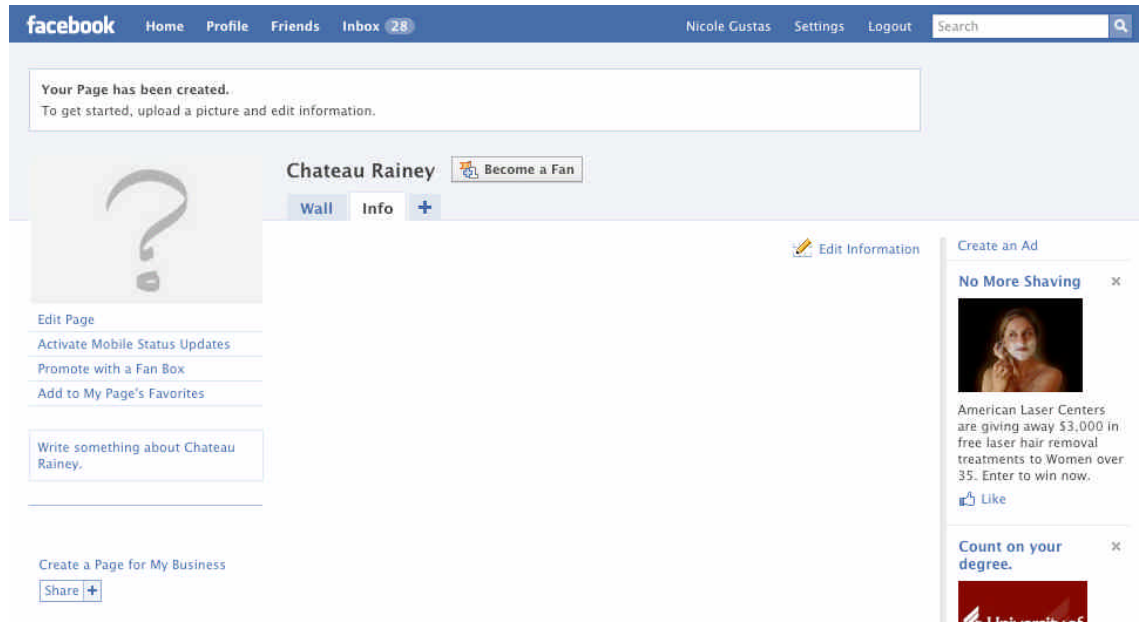 facebook Home Profile Friends Inbox 28 Nicole Gustas Settings Logout Search
Your Page has been created.
To get started, upload a picture and edit information.
Chateau Rainey Become a Fan
Wall Info +
Edit Information
Edit Page
Activate Mobile Status Updates
Promote with a Fan Box
Add to My Page's Favorites
Write something about Chateau
Rainey.
Create a Page for My Business
Share +
Create an Ad
No More Shaving
American Laser Centers
are giving away $3,000 in
free laser hair removal
treatments to Women over
35. Enter to win now.
Like
Count on your
degree.